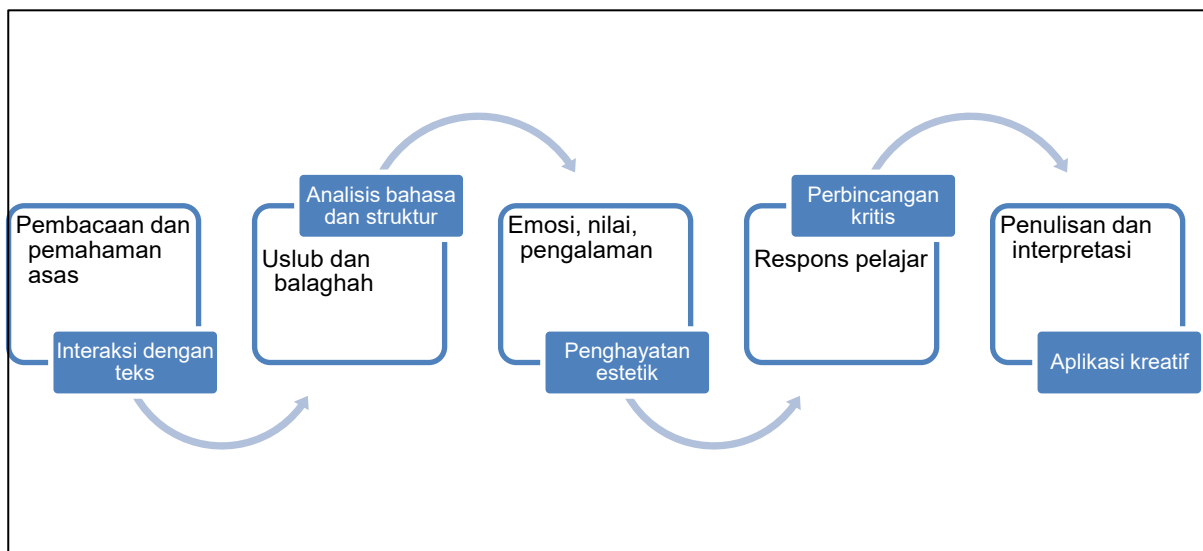 Pembacaan dan
pemahaman
asas
Interaksi dengan
teks
Analisis bahasa
dan struktur
Uslub dan
balaghah
Emosi, nilai,
pengalaman
Penghayatan
estetik
Perbincangan
kritis
Respons pelajar
Penulisan dan
interpretasi
Aplikasi kreatif